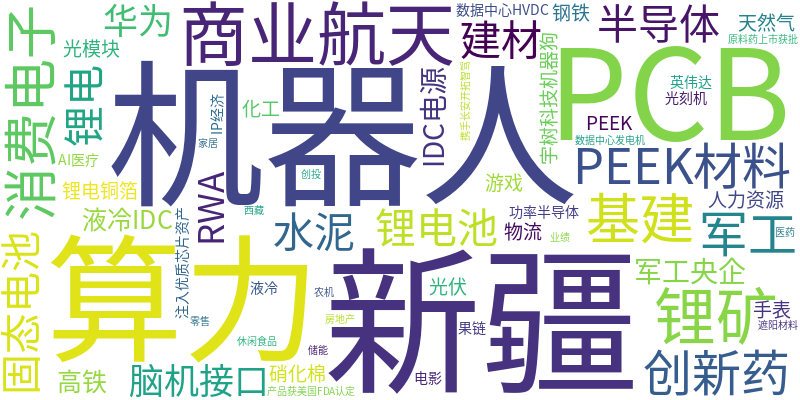 数据中心HVDC
钢铁
天然气
原料药上市获批
消费电子
华为
商业航天
建材
半导体
光模块
锂电
机器人
IDC电源
携手长安开拓智驾
宇树科技机器狗
PCB
英伟达
光刻机
IP经济
化工
PEEK
家居
数据中心发电机
AI医疗
创投
PEEK材料
锂电铜箔
RWA
游戏
人力资源
液冷IDC
西藏
注入优质芯片资产
水泥
锂电池
功率半导体
物流
业绩
基建
军工
医药
固态电池
算力
新疆
军工央企
液冷
农机
光伏
锂矿
手表
零售
房地产
果链
遮阳材料
休闲食品
储能
高铁
脑机接口
硝化棉
电影
创新药
产品获美国FDA认定